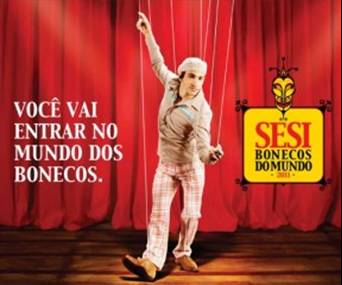 VOCÊ VAI
ENTRAR NO
MUNDO DOS
BONECOS.
SESI
BONECOS
DO MUNDO
• 2011 •